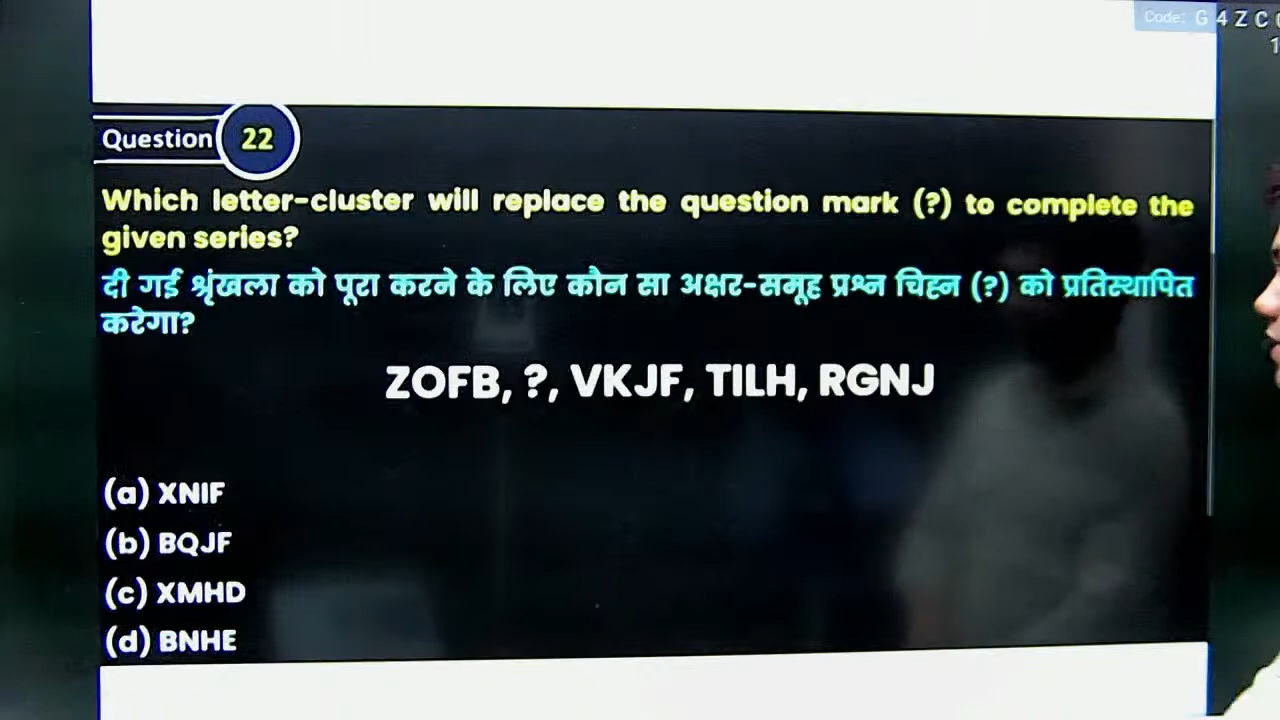 Code: G 4 Z C
1
Question 22
Which letter-cluster will replace the question mark (?) to complete the
given series?
दी गई श्रृंखला को पूरा करने के लिए कौन सा अक्षर-समूह प्रश्न चिह्न (?) को प्रतिस्थापित
करेगा?
ZOFB, ?, VKJF, TILH, RGNJ
(a) XNIF
(b) BQJF
(c) XMHD
(d) BNHE